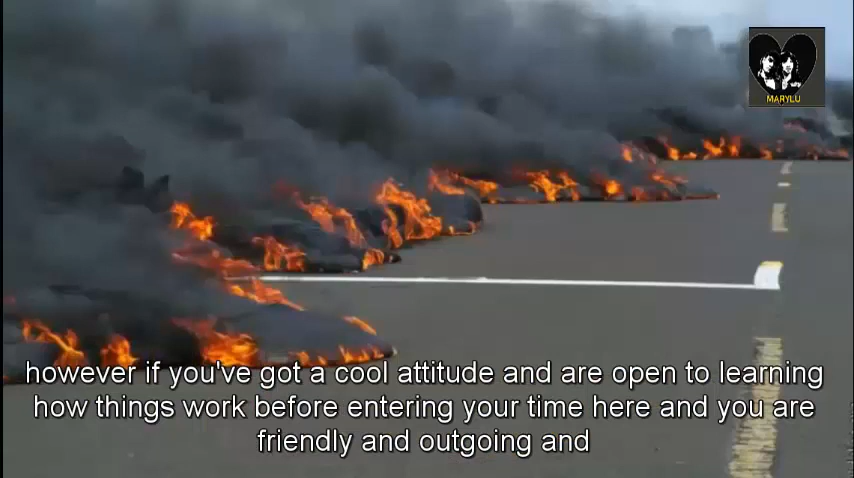 MARYLU
however if you've got a cool attitude and are open to learning
how things work before entering your time here and you are
friendly and outgoing and